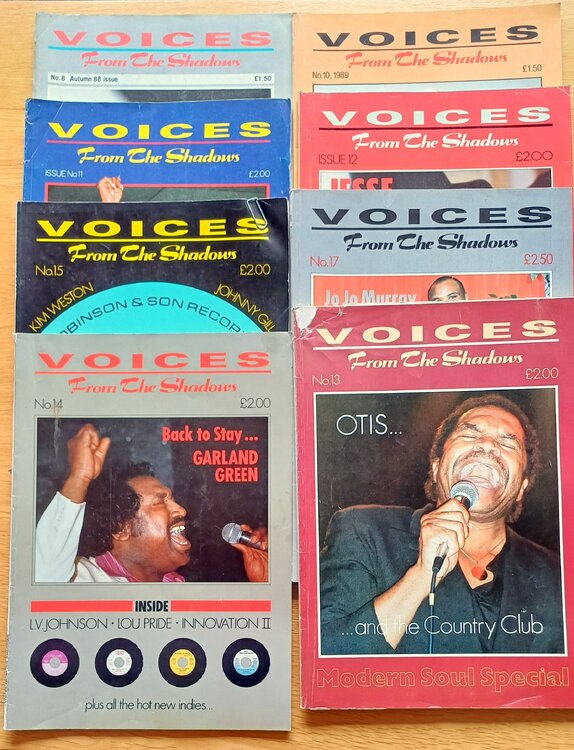 VOICES
From The Shadows
No. 8 Autumn 88 issue £1.50
VOICES
From The Shadows
No.10, 1989 £1.50
VOICES
From The Shadows
ISSUE No11 £2.00
VOICES
From The Shadows
ISSUE 12 £2.00
JESSE
VOICES
From The Shadows
No.15 £2.00
KIM WESTON
JOHNNY GILL
OBINSON & SON RECOR
VOICES
From The Shadows
No.17 £2.50
Jo Jo Murray
VOICES
From The Shadows
No.14 £2.00
Back to Stay...
GARLAND
GREEN
INSIDE
L.V. JOHNSON • LOU PRIDE • INNOVATION II
plus all the hot new indies...
VOICES
From The Shadows
No.13 £2.00
OTIS...
...and the Country Club
Modern Soul Special